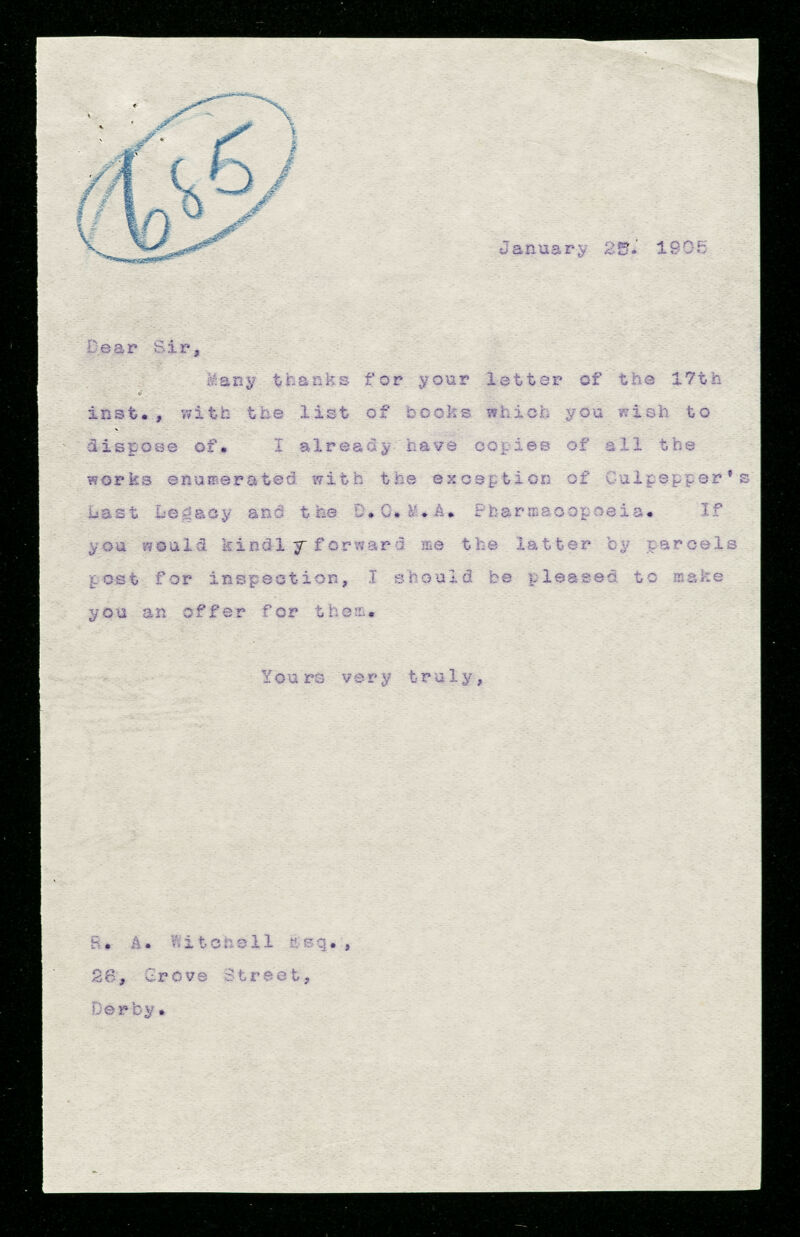 685
January 25. 1905
Dear Sir,
Many thanks for your letter of the 17th
inst., with the list of books which you wish to
dispose of. I already have copies of all the
works enumerated with the exception of Culpepper's
Last Legacy and the D.O.M.A. Pharmacopoeia. If
you would kindly forward me the latter by parcels
post for inspection, I should be pleased to make
you an offer for them.
Yours very truly,
R. A. Witchell Esq.,
26, Grove Street,
Derby.